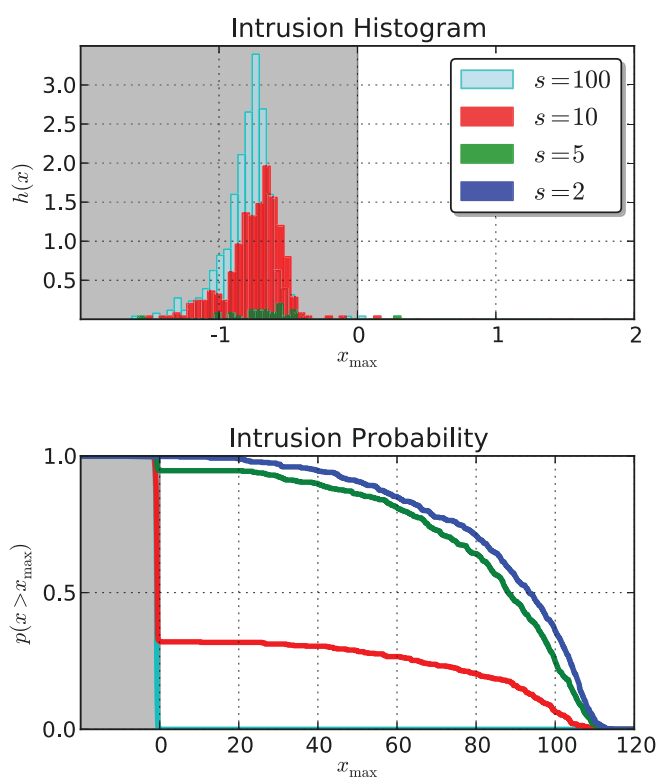 Intrusion Histogram
3.0
2.5
2.0
1.5
1.0
0.5
h(x)
s=100
s=10
s=5
s=2
-1 0 1 2
x_max
Intrusion Probability
1.0
0.5
0.0
p(x>x_max)
0 20 40 60 80 100 120
x_max